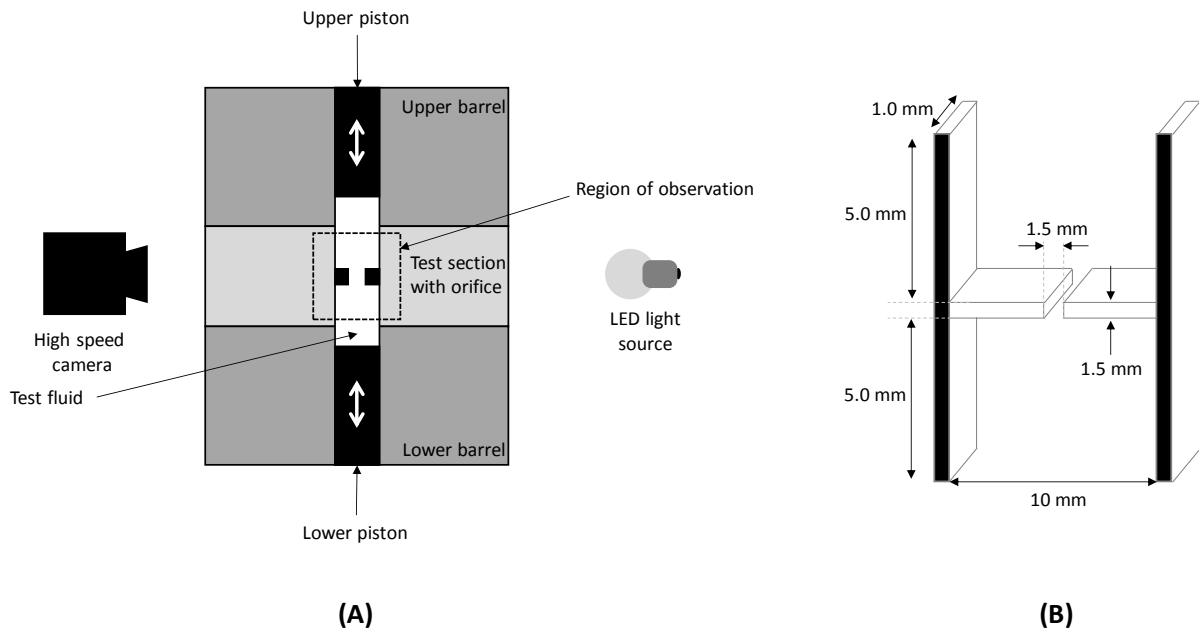 Upper piston
Upper barrel
Region of observation
Test section
with orifice
High speed
camera
LED light
source
Test fluid
Lower barrel
Lower piston
(A)
1.0 mm
5.0 mm
1.5 mm
1.5 mm
5.0 mm
10 mm
(B)